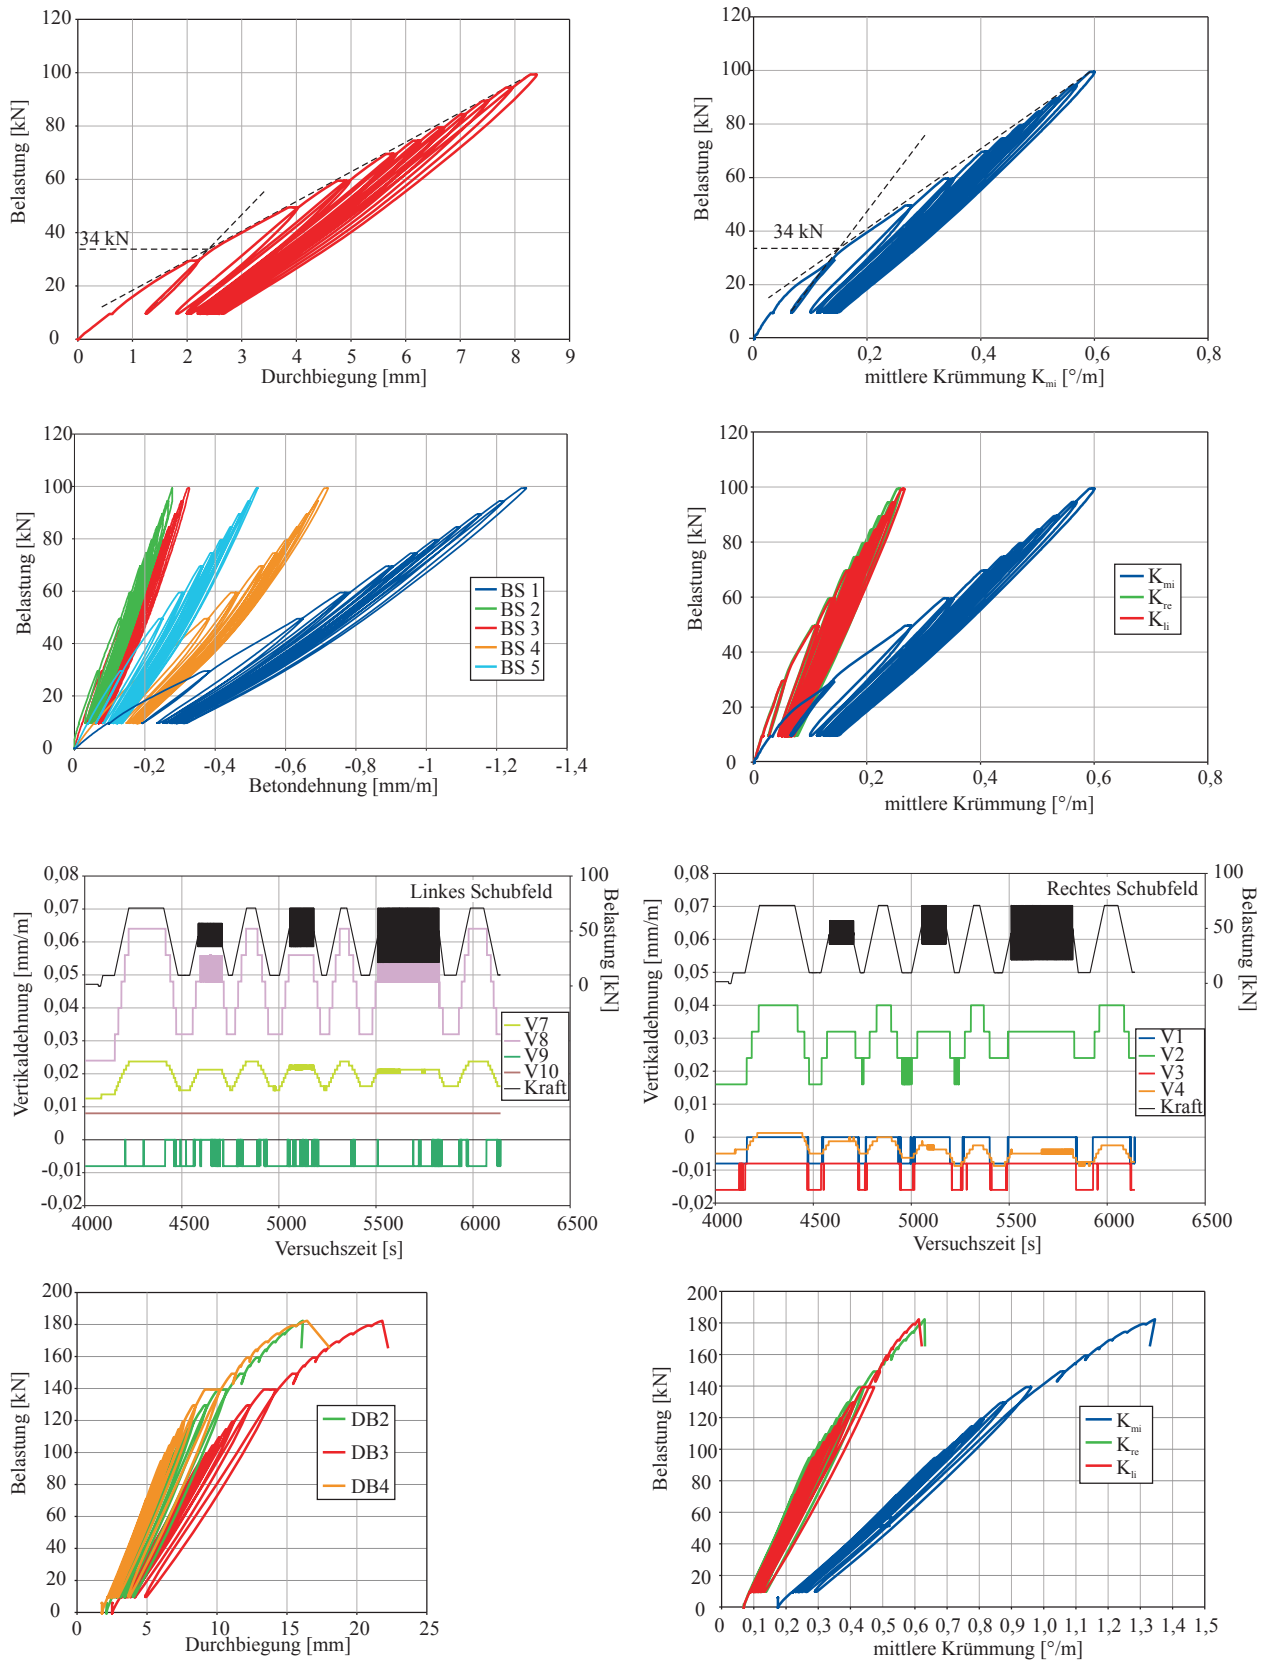 120
100
80
60
40
20
0
34 kN
Belastung [kN]
0 1 2 3 4 5 6 7 8 9
Durchbiegung [mm]
120
100
80
60
40
20
0
34 kN
Belastung [kN]
0 0,2 0,4 0,6 0,8
mittlere Krümmung Kmi [°/m]
120
100
80
60
40
20
0
Belastung [kN]
BS 1
BS 2
BS 3
BS 4
BS 5
0 -0,2 -0,4 -0,6 -0,8 -1 -1,2 -1,4
Betondehnung [mm/m]
120
100
80
60
40
20
0
Belastung [kN]
Kmi
Kre
Kli
0 0,2 0,4 0,6 0,8
mittlere Krümmung [°/m]
0,08
0,07
0,06
0,05
0,04
0,03
0,02
0,01
0
-0,01
-0,02
Vertikaldehnung [mm/m]
Linkes Schubfeld
100
50
0
Belastung [kN]
V7
V8
V9
V10
Kraft
4000 4500 5000 5500 6000 6500
Versuchszeit [s]
0,08
0,07
0,06
0,05
0,04
0,03
0,02
0,01
0
-0,01
-0,02
Vertikaldehnung [mm/m]
Rechtes Schubfeld
100
50
0
Belastung [kN]
V1
V2
V3
V4
Kraft
4000 4500 5000 5500 6000 6500
Versuchszeit [s]
200
180
160
140
120
100
80
60
40
20
0
Belastung [kN]
DB2
DB3
DB4
0 5 10 15 20 25
Durchbiegung [mm]
200
180
160
140
120
100
80
60
40
20
0
Belastung [kN]
Kmi
Kre
Kli
0 0,1 0,2 0,3 0,4 0,5 0,6 0,7 0,8 0,9 1,0 1,1 1,2 1,3 1,4 1,5
mittlere Krümmung [°/m]